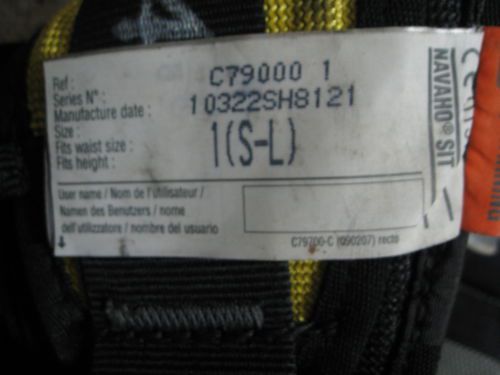 Ref :
C79000 1
Series N° :
10322SH8121
Manufacture date :
Size :
1(S-L)
Fits waist size :
Fits height :
NAVAHO® SIT
User name / Nom de l'utilisateur /
Namen des Benutzers / nome
dell'utilizzatore / nombre del usuario
C79700-C (090207) recto